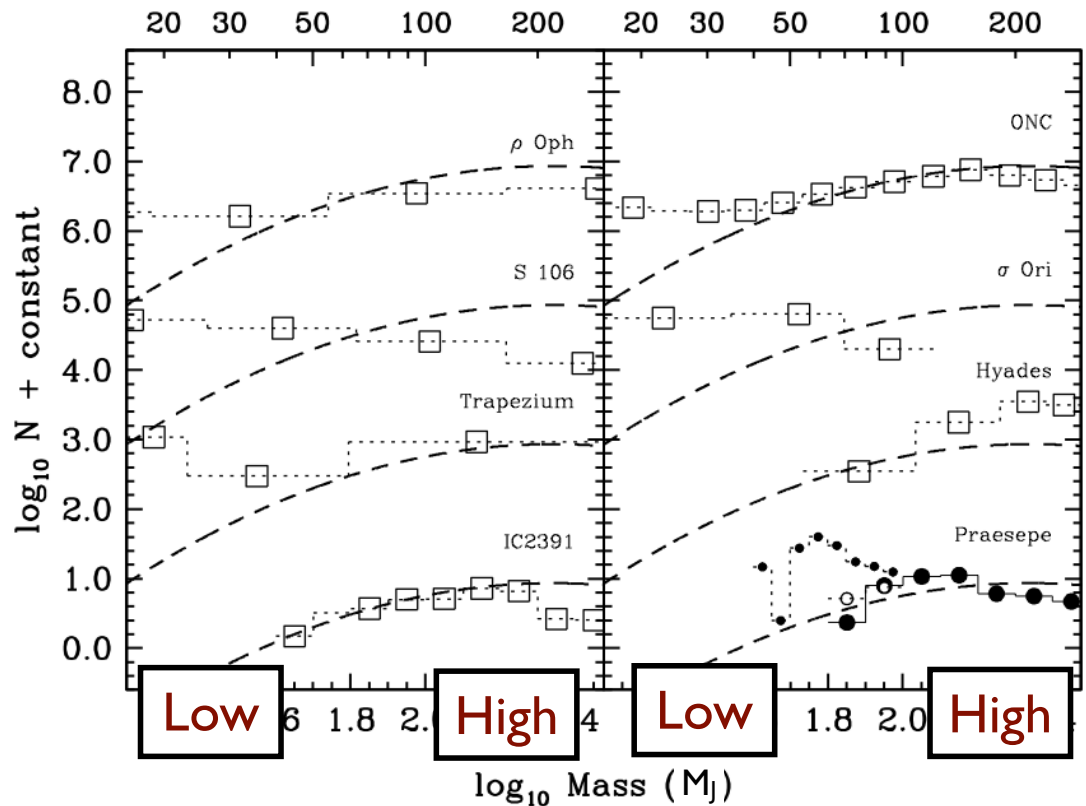 20 30 50 100 200 20 30 50 100 200
8.0
ρ Oph
ONC
7.0
6.0
S 106
σ Ori
5.0
4.0
Trapezium
Hyades
3.0
2.0
IC2391
Praesepe
1.0
0.0
Low 6 1.8 2.0 High Low 1.8 2.0 High 4
log₁₀ N + constant
log₁₀ Mass (MJ)